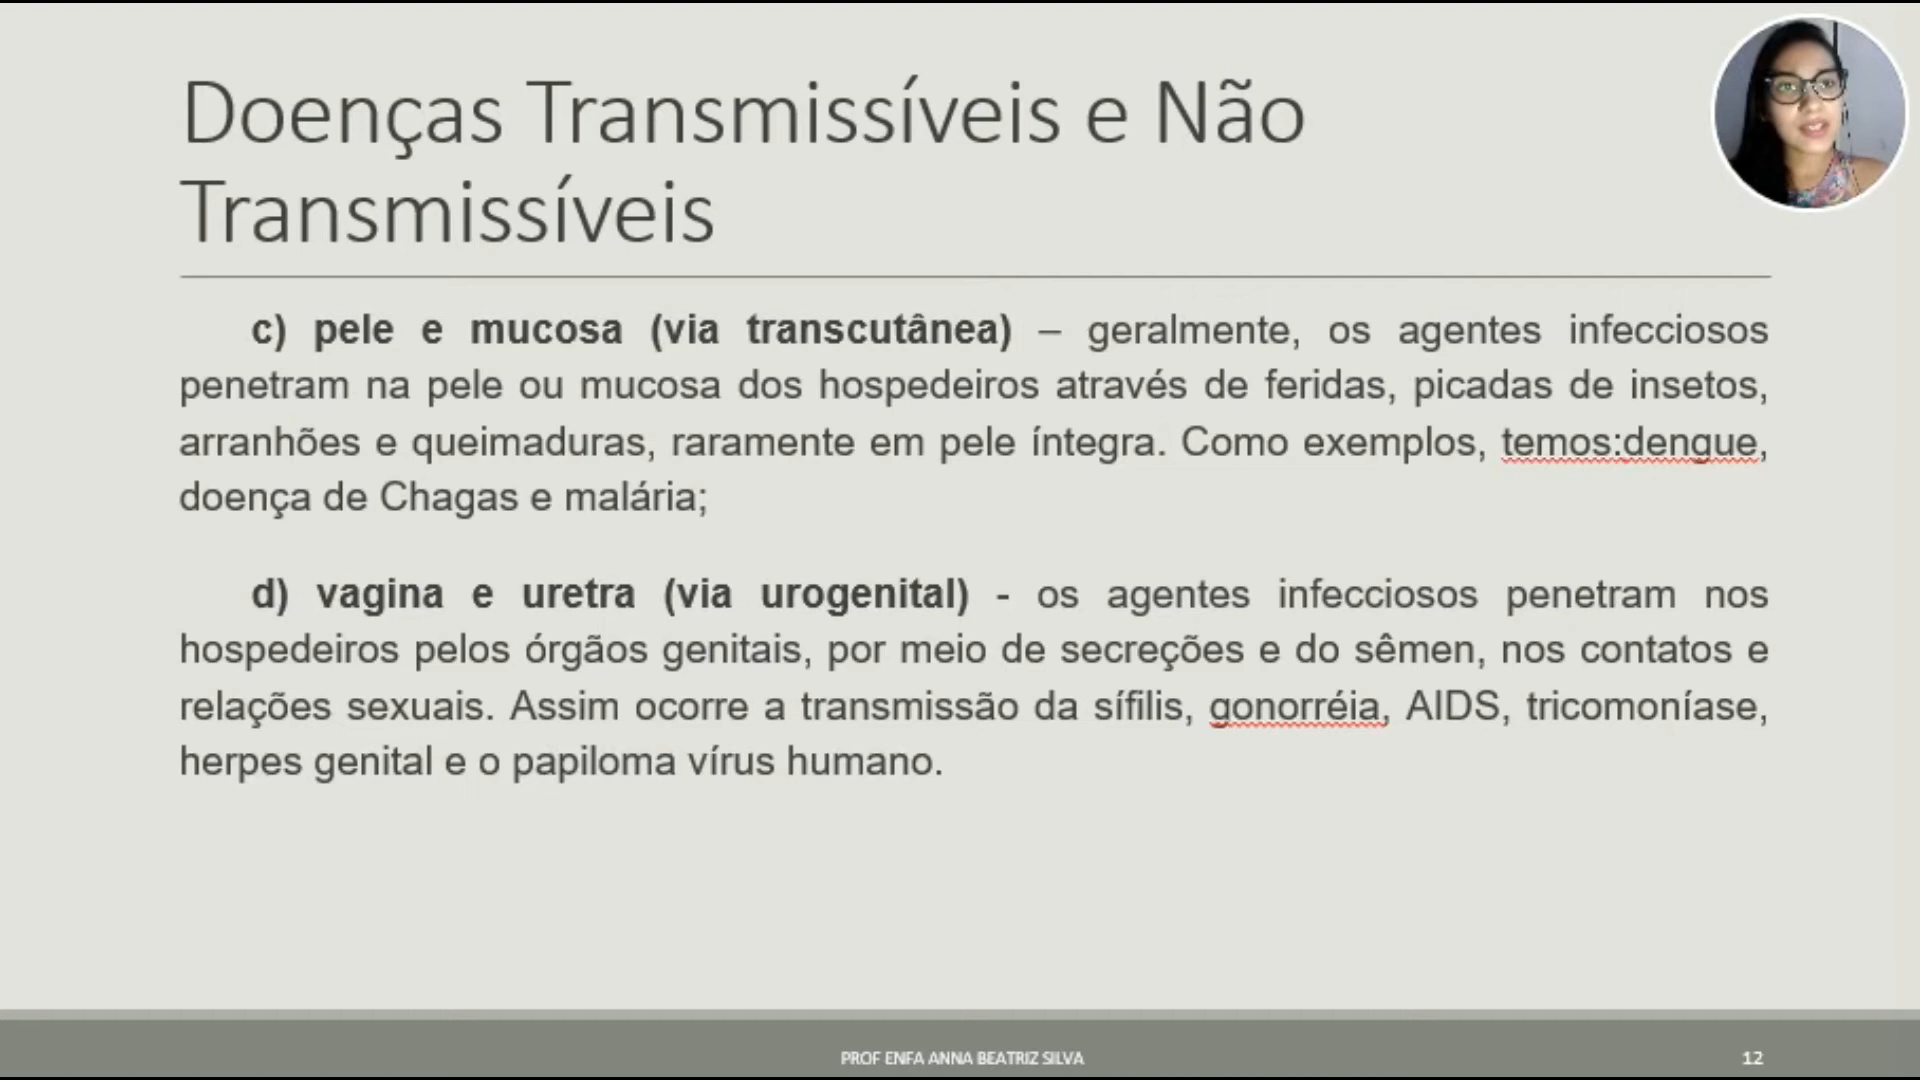 Doenças Transmissíveis e Não
Transmissíveis
c) pele e mucosa (via transcutânea) – geralmente, os agentes infecciosos
penetram na pele ou mucosa dos hospedeiros através de feridas, picadas de insetos,
arranhões e queimaduras, raramente em pele íntegra. Como exemplos, temos:dengue,
doença de Chagas e malária;
d) vagina e uretra (via urogenital) - os agentes infecciosos penetram nos
hospedeiros pelos órgãos genitais, por meio de secreções e do sêmen, nos contatos e
relações sexuais. Assim ocorre a transmissão da sífilis, gonorréia, AIDS, tricomoníase,
herpes genital e o papiloma vírus humano.
PROF ENFA ANNA BEATRIZ SILVA
12